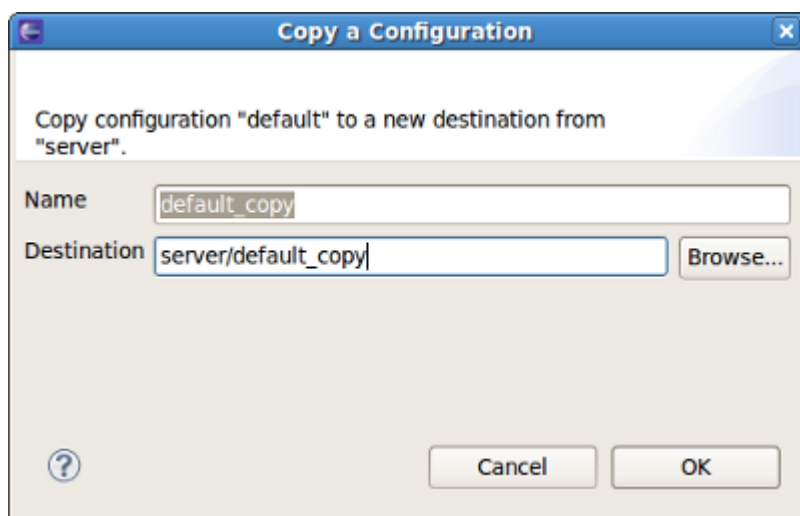 Copy a Configuration
Copy configuration "default" to a new destination from
"server".
Name
default_copy
Destination
server/default_copy
Browse...
?
Cancel
OK